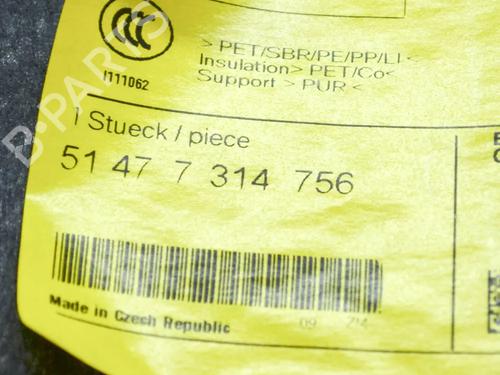 > PET/SBR/PE/PP/LI <
Insulation> PET/Co<
Support > PUR <
I111062
1 Stueck / piece
51 47 7 314 756
Made in Czech Republic
B-PARTS